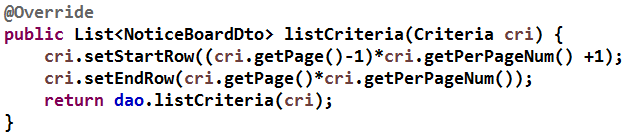 @Override
public List<NoticeBoardDto> listCriteria(Criteria cri) {
    cri.setStartRow((cri.getPage()-1)*cri.getPerPageNum() +1);
    cri.setEndRow(cri.getPage()*cri.getPerPageNum());
    return dao.listCriteria(cri);
}